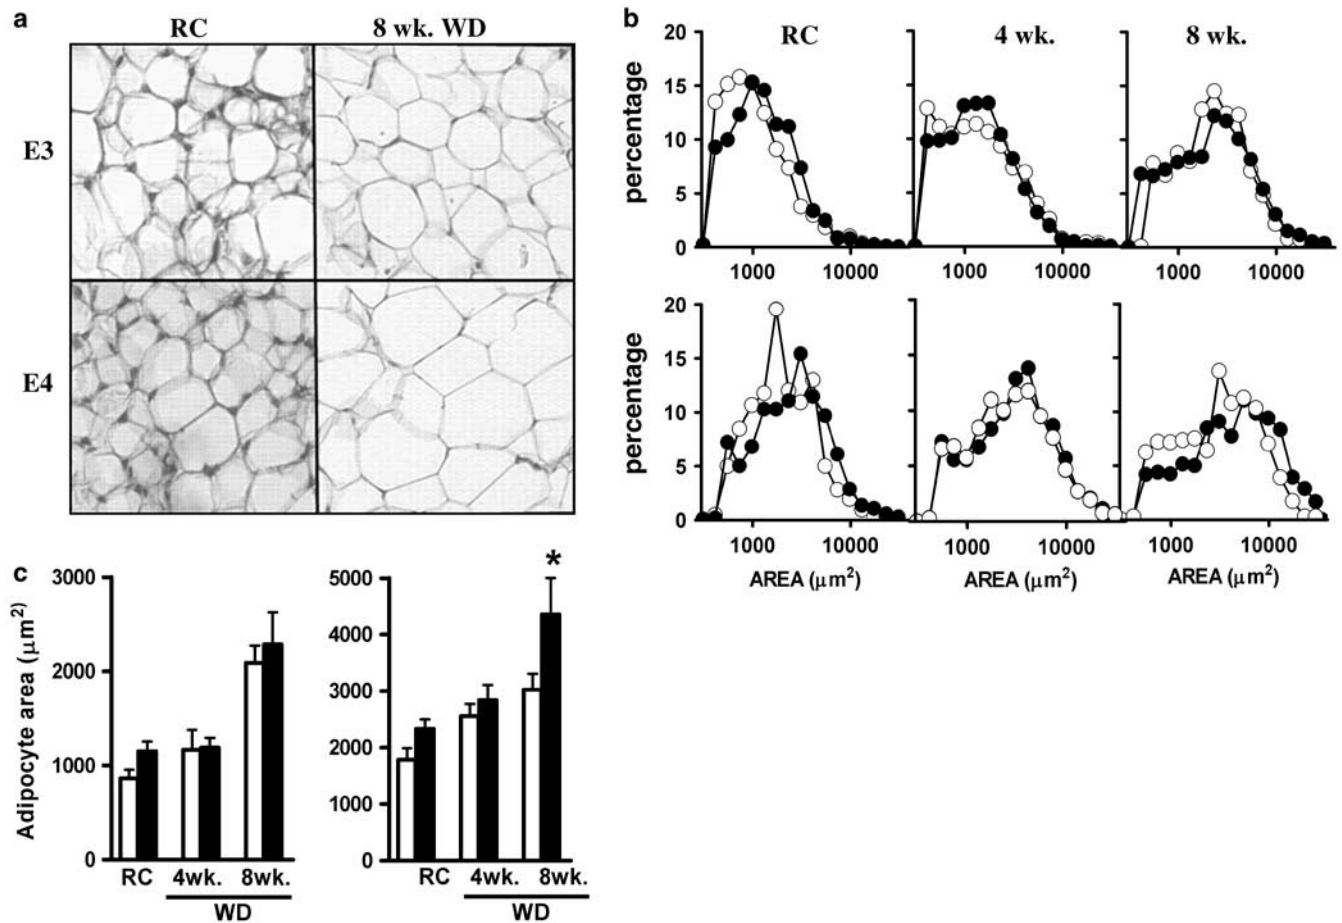 a
RC 8 wk. WD
E3
E4
b
RC 4 wk. 8 wk.
percentage
20
15
10
5
0
1000 10000 1000 10000 1000 10000
percentage
20
15
10
5
0
1000 10000 1000 10000 1000 10000
AREA (μm²) AREA (μm²) AREA (μm²)
c
Adipocyte area (μm²)
3000
2000
1000
0
RC 4wk. 8wk.
WD
*
5000
4000
3000
2000
1000
0
RC 4wk. 8wk.
WD